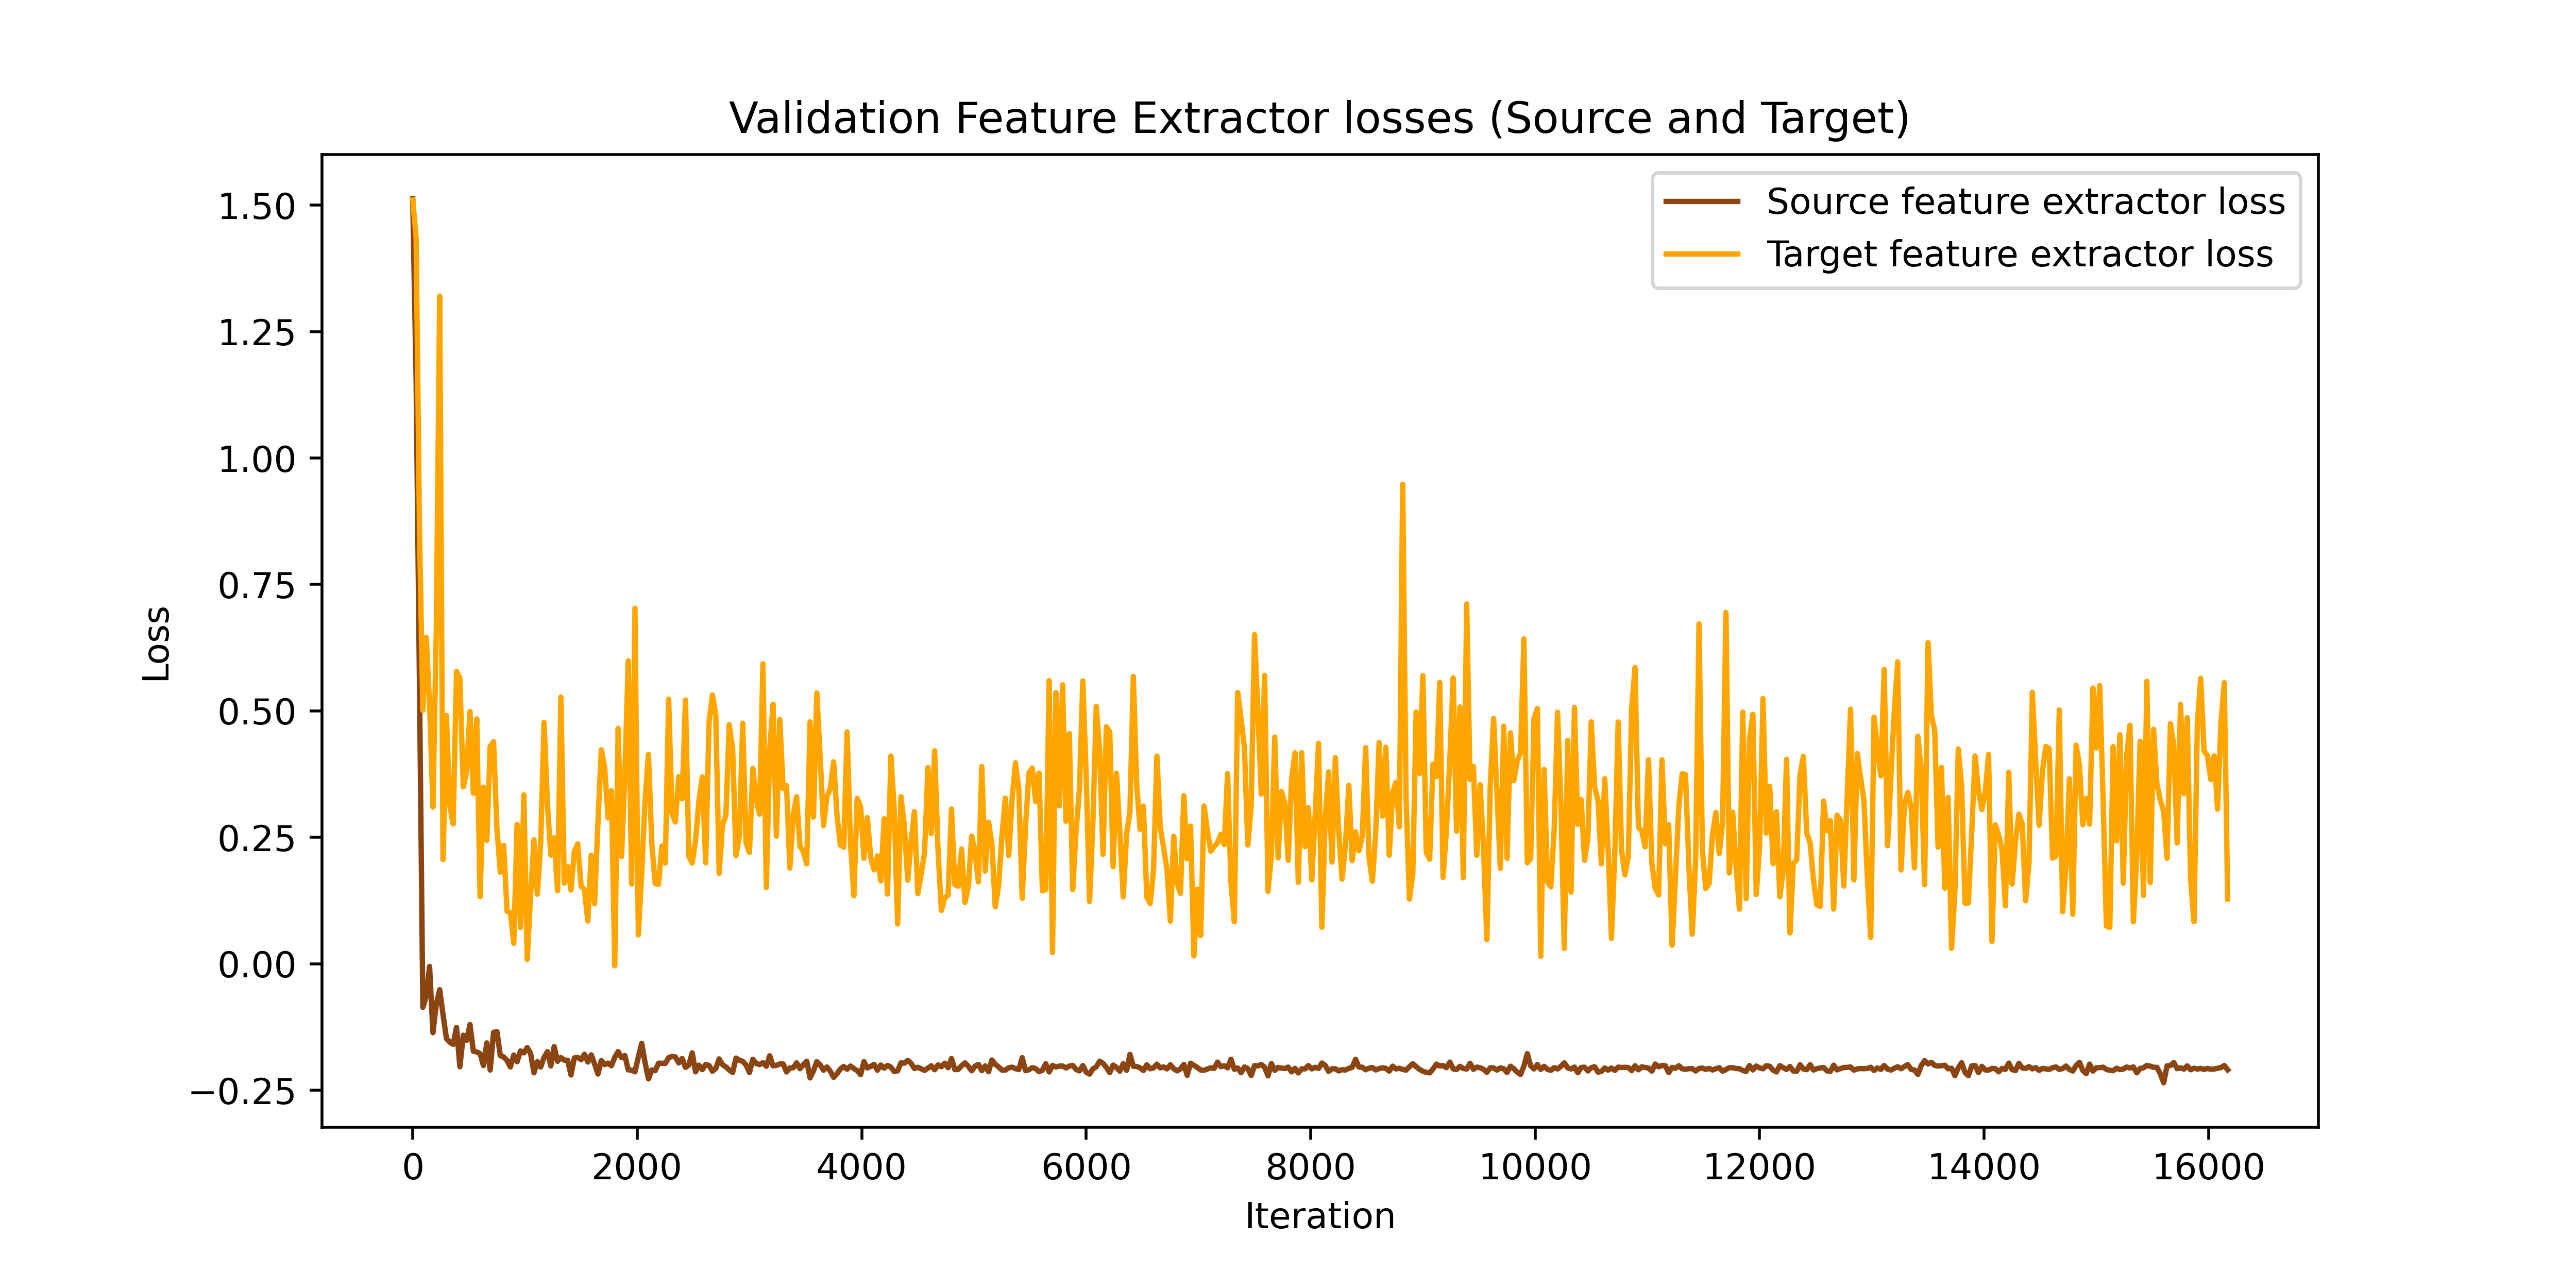 Validation Feature Extractor losses (Source and Target)
Source feature extractor loss
Target feature extractor loss
1.50
1.25
1.00
0.75
0.50
0.25
0.00
−0.25
Loss
0 2000 4000 6000 8000 10000 12000 14000 16000
Iteration